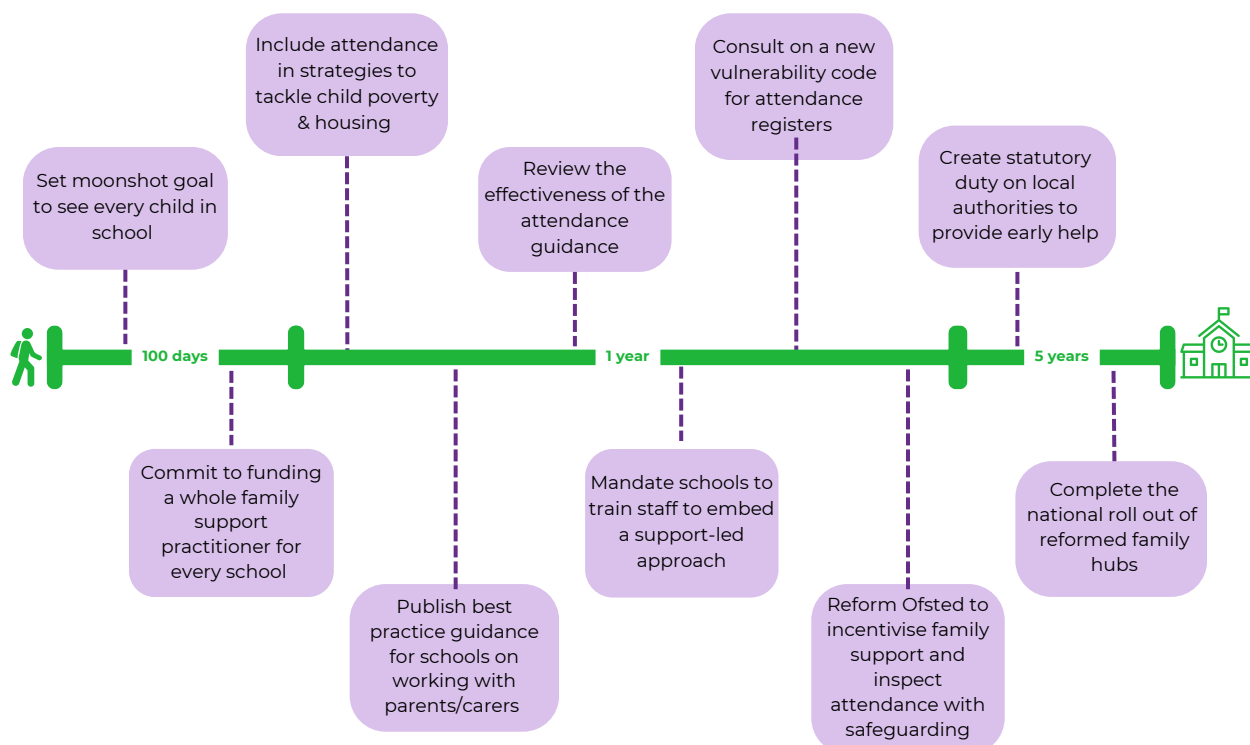 Include attendance
in strategies to
tackle child poverty
& housing
Consult on a new
vulnerability code
for attendance
registers
Set moonshot goal
to see every child in
school
Review the
effectiveness of the
attendance
guidance
Create statutory
duty on local
authorities to
provide early help
100 days
1 year
5 years
Commit to funding
a whole family
support
practitioner for
every school
Publish best
practice guidance
for schools on
working with
parents/carers
Mandate schools to
train staff to embed
a support-led
approach
Reform Ofsted to
incentivise family
support and
inspect
attendance with
safeguarding
Complete the
national roll out of
reformed family
hubs